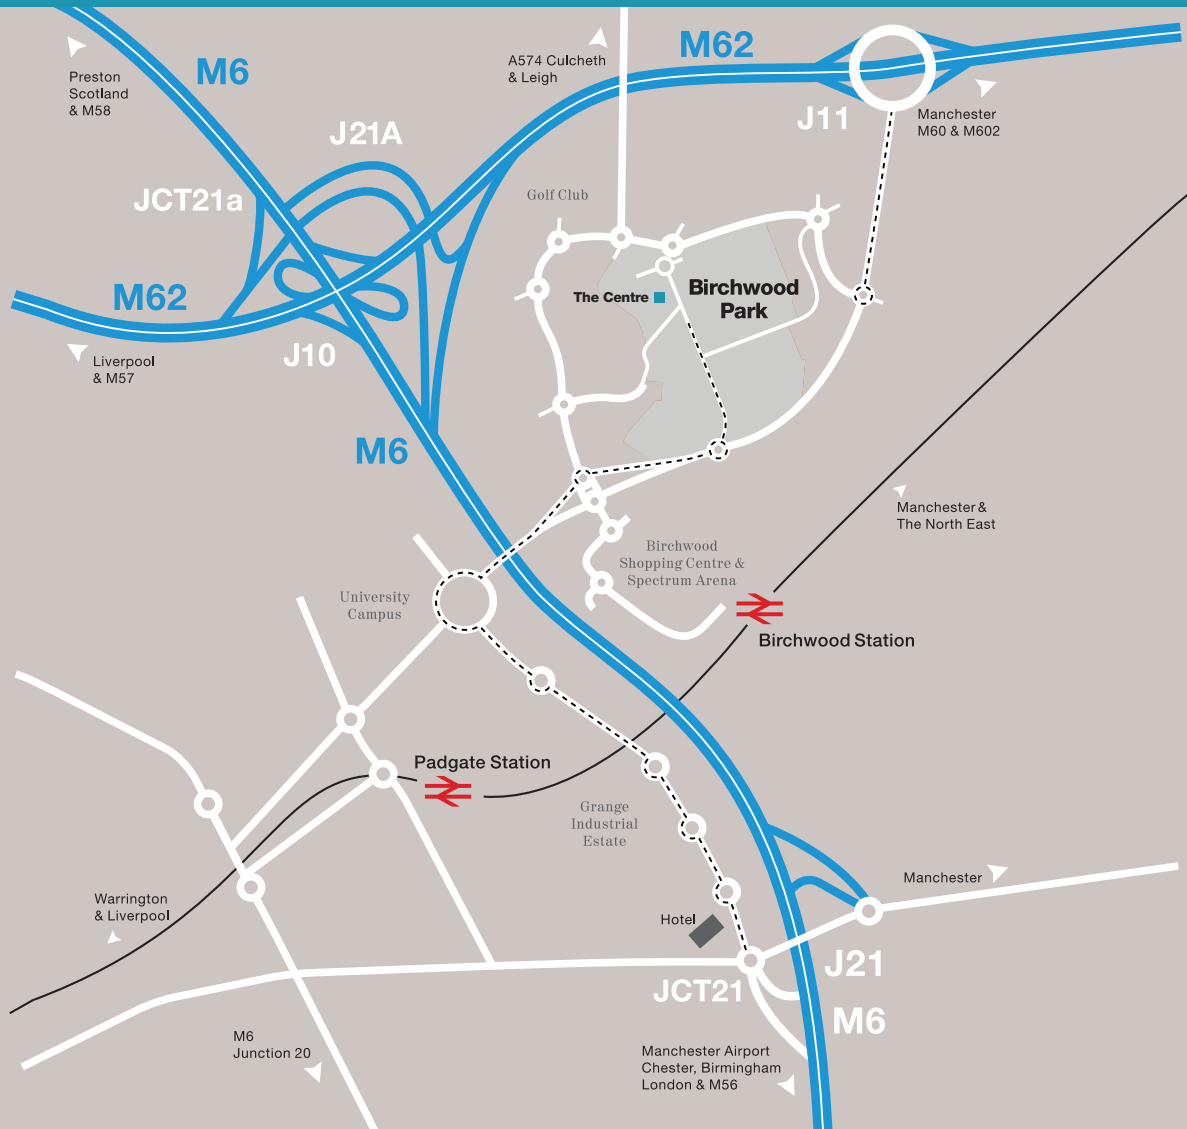 M6
Preston
Scotland
& M58
A574 Culcheth
& Leigh
M62
J11
Manchester
M60 & M602
J21A
JCT21a
Golf Club
M62
Liverpool
& M57
J10
The Centre
Birchwood
Park
M6
Manchester &
The North East
Birchwood
Shopping Centre &
Spectrum Arena
University
Campus
Birchwood Station
Padgate Station
Grange
Industrial
Estate
Warrington
& Liverpool
Manchester
Hotel
J21
JCT21
M6
M6
Junction 20
Manchester Airport
Chester, Birmingham
London & M56